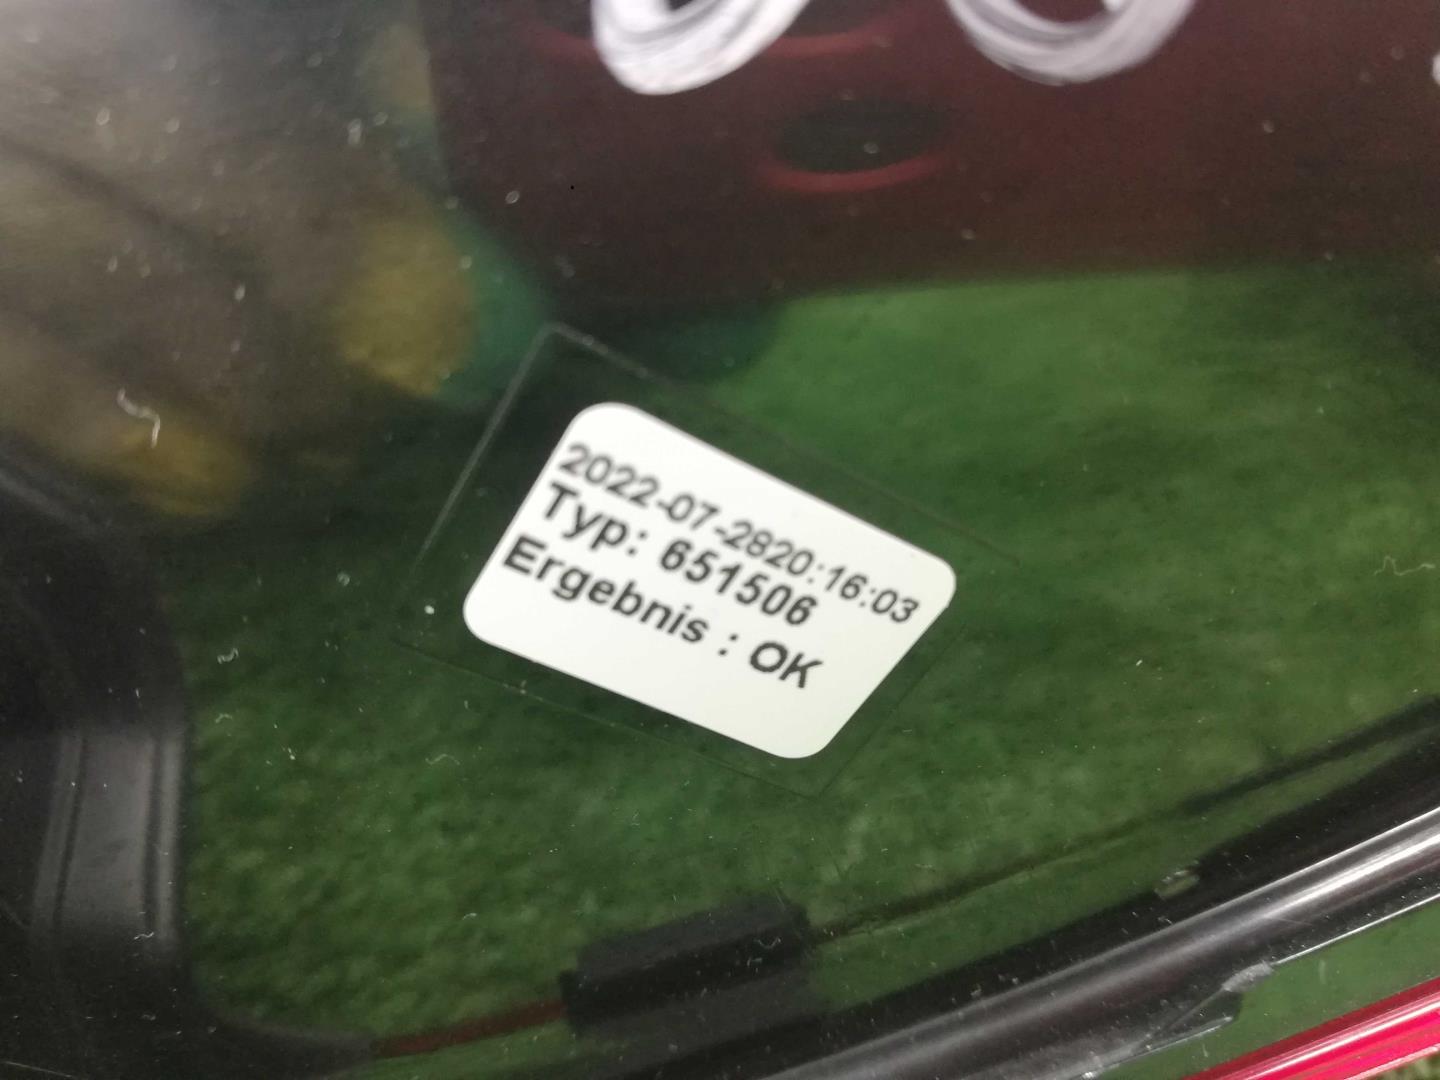 2022-07-2820:16:03
Typ: 651506
Ergebnis : OK